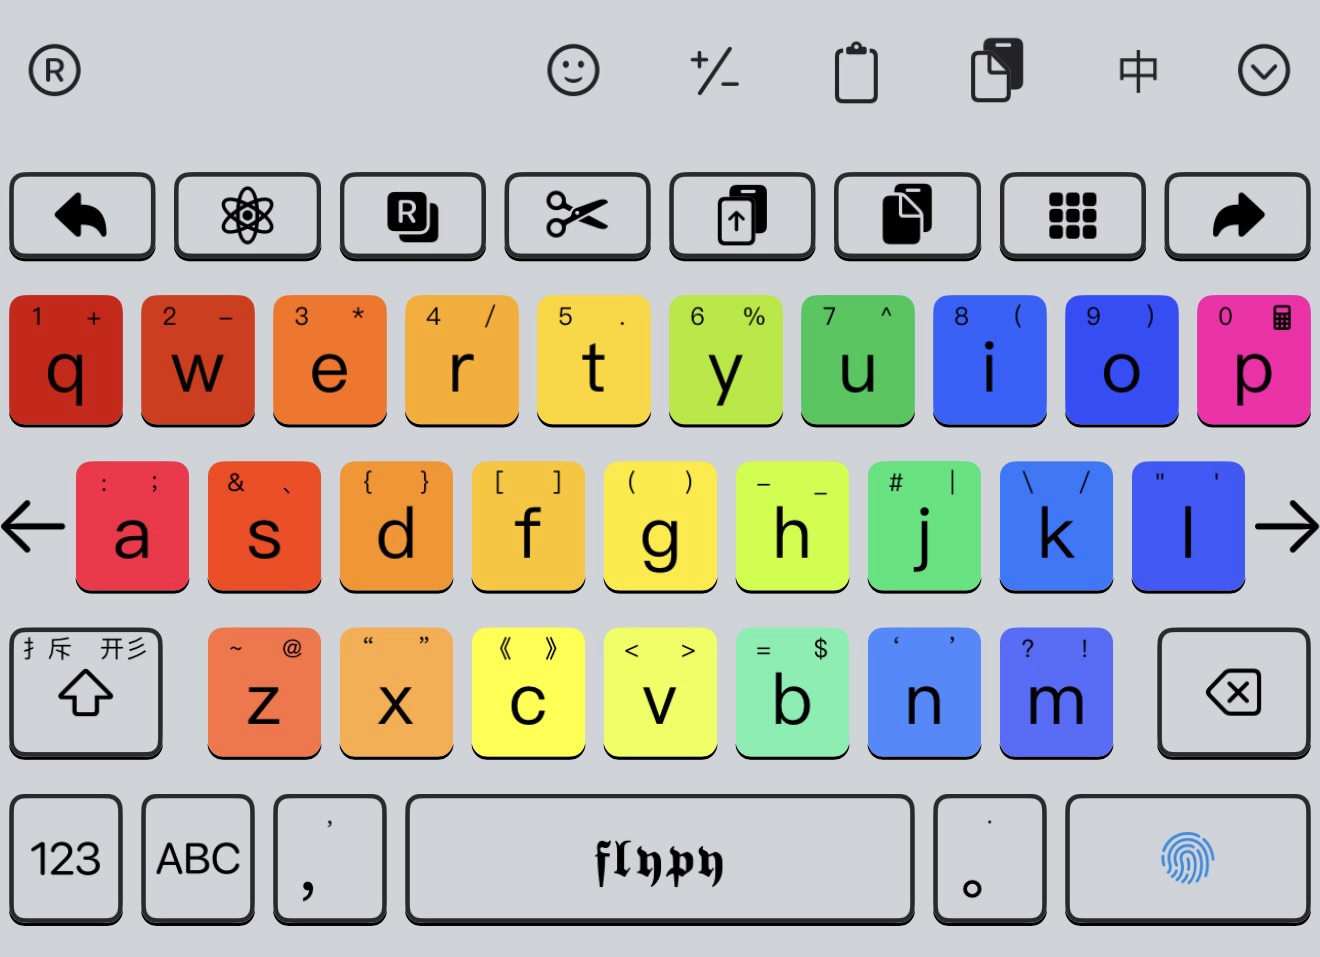 R 中
R
1 + 2 – 3 * 4 / 5 . 6 % 7 ^ 8 ( 9 ) 0
q w e r t y u i o p
: ; & 、 { } [ ] ( ) – _ # | \ / " '
a s d f g h j k l
扌斥 开彡 ~ @ “ ” 《 》 < > = $ ‘ ’ ? !
z x c v b n m
, .
123 ABC , flypy 。